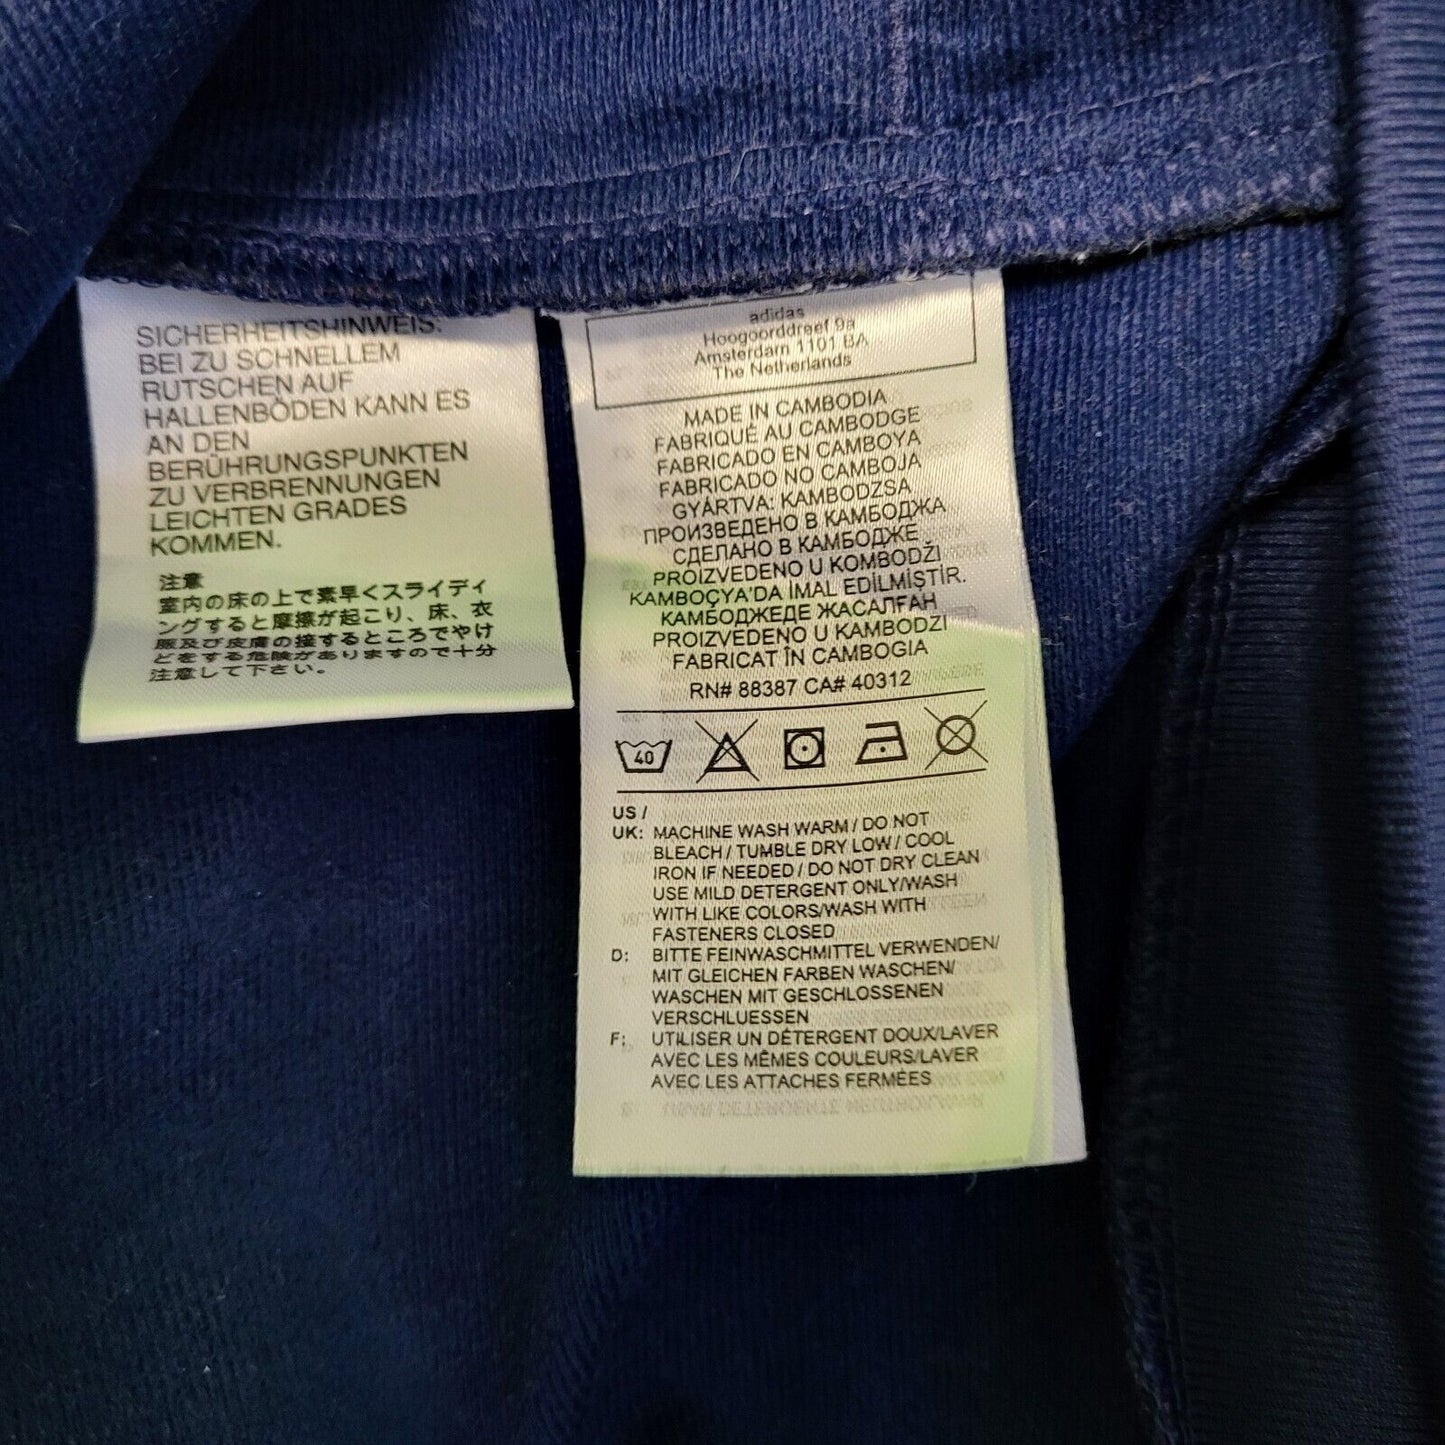 SICHERHEITSHINWEIS:
BEI ZU SCHNELLEM
RUTSCHEN AUF
HALLENBÖDEN KANN ES
AN DEN
BERÜHRUNGSPUNKTEN
ZU VERBRENNUNGEN
LEICHTEN GRADES
KOMMEN.
注意
室内の床の上で素早くスライディ
ングすると摩擦が起こり、床、衣
服及び皮膚の接するところでやけ
どをする危険がありますので十分
注意して下さい。
adidas
Hoogoorddreef 9a
Amsterdam 1101 BA
The Netherlands
MADE IN CAMBODIA
FABRIQUÉ AU CAMBODGE
FABRICADO EN CAMBOYA
FABRICADO NO CAMBOJA
GYÁRTVA: KAMBODZSA
ПРОИЗВЕДЕНО В КАМБОДЖА
СДЕЛАНО В КАМБОДЖЕ
PROIZVEDENO U KOMBODŽI
KAMBOÇYA'DA İMAL EDİLMİŞTİR.
КАМБОДЖЕДЕ ЖАСАЛҒАН
PROIZVEDENO U KAMBODZI
FABRICAT ÎN CAMBOGIA
RN# 88387 CA# 40312
40
US /
UK: MACHINE WASH WARM / DO NOT
BLEACH / TUMBLE DRY LOW / COOL
IRON IF NEEDED / DO NOT DRY CLEAN
USE MILD DETERGENT ONLY/WASH
WITH LIKE COLORS/WASH WITH
FASTENERS CLOSED
D: BITTE FEINWASCHMITTEL VERWENDEN/
MIT GLEICHEN FARBEN WASCHEN/
WASCHEN MIT GESCHLOSSENEN
VERSCHLUESSEN
F: UTILISER UN DÉTERGENT DOUX/LAVER
AVEC LES MÊMES COULEURS/LAVER
AVEC LES ATTACHES FERMÉES